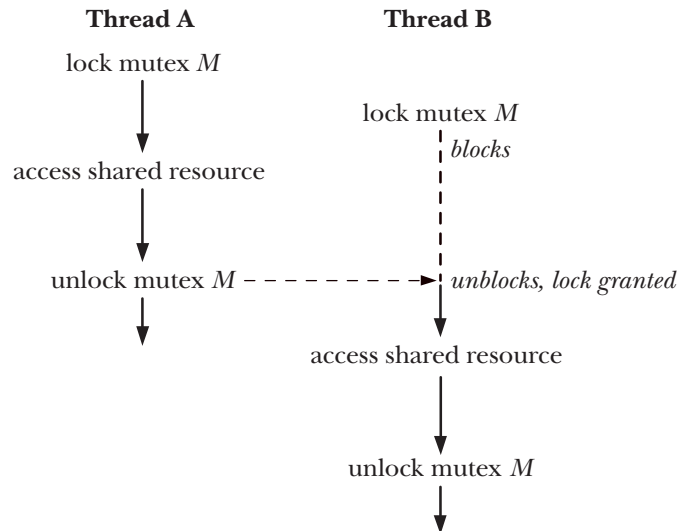 Thread A
Thread B
lock mutex M
lock mutex M
blocks
access shared resource
unlock mutex M
unblocks, lock granted
access shared resource
unlock mutex M